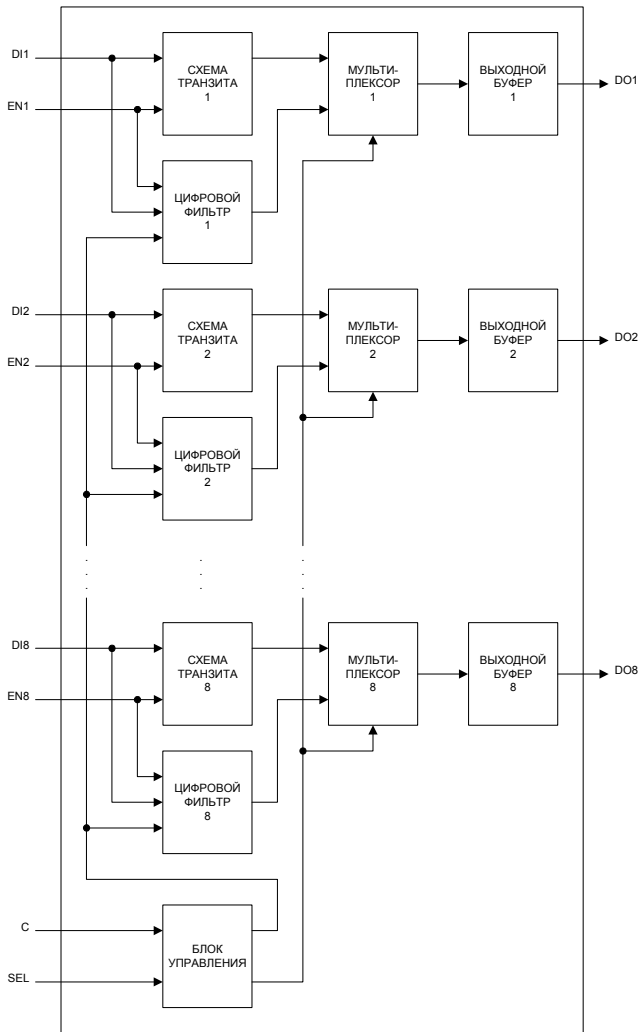 DI1
EN1
СХЕМА
ТРАНЗИТА
1
МУЛЬТИ-
ПЛЕКСОР
1
ВЫХОДНОЙ
БУФЕР
1
DO1
ЦИФРОВОЙ
ФИЛЬТР
1
DI2
EN2
СХЕМА
ТРАНЗИТА
2
МУЛЬТИ-
ПЛЕКСОР
2
ВЫХОДНОЙ
БУФЕР
2
DO2
ЦИФРОВОЙ
ФИЛЬТР
2
DI8
EN8
СХЕМА
ТРАНЗИТА
8
МУЛЬТИ-
ПЛЕКСОР
8
ВЫХОДНОЙ
БУФЕР
8
DO8
ЦИФРОВОЙ
ФИЛЬТР
8
C
SEL
БЛОК
УПРАВЛЕНИЯ